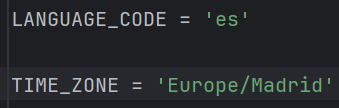 LANGUAGE_CODE = 'es'
TIME_ZONE = 'Europe/Madrid'